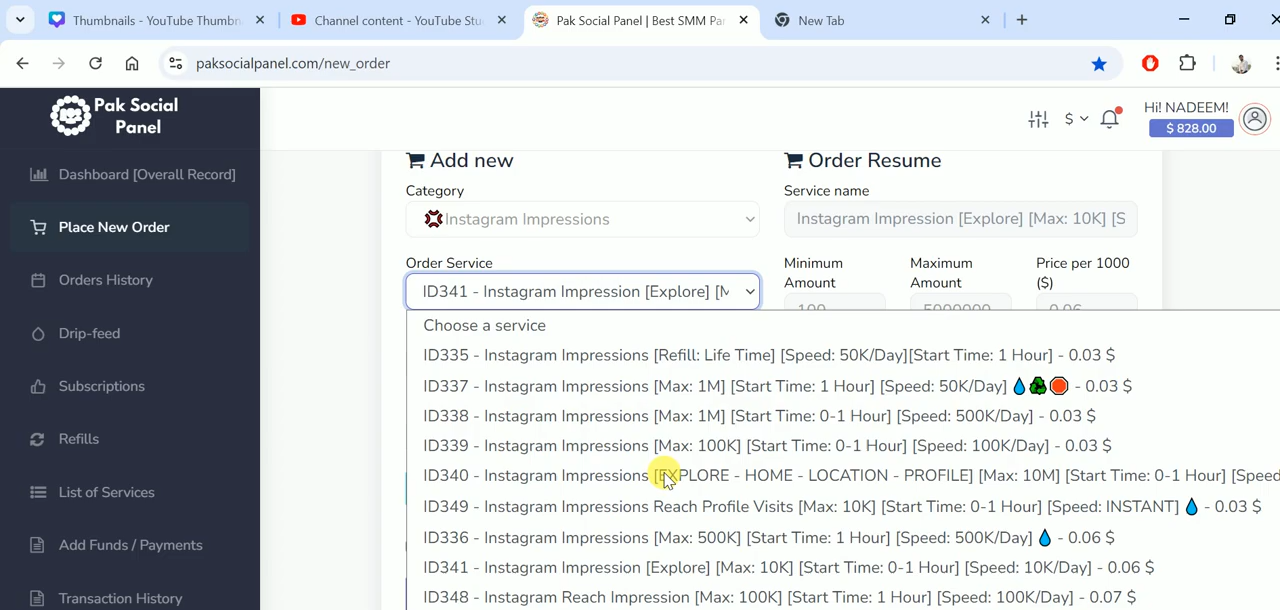 Thumbnails - YouTube Thumbn
Channel content - YouTube Stu
Pak Social Panel | Best SMM Pa
New Tab
paksocialpanel.com/new_order
Pak Social
Panel
$
Hi! NADEEM!
$ 828.00
Dashboard [Overall Record]
Place New Order
Orders History
Drip-feed
Subscriptions
Refills
List of Services
Add Funds / Payments
Transaction History
Add new
Category
💢Instagram Impressions
Order Service
ID341 - Instagram Impression [Explore] [M
Order Resume
Service name
Instagram Impression [Explore] [Max: 10K] [S
Minimum
Amount
Maximum
Amount
Price per 1000
($)
100
5000000
0.06
Choose a service
ID335 - Instagram Impressions [Refill: Life Time] [Speed: 50K/Day][Start Time: 1 Hour] - 0.03 $
ID337 - Instagram Impressions [Max: 1M] [Start Time: 1 Hour] [Speed: 50K/Day] 💧♻️🛑 - 0.03 $
ID338 - Instagram Impressions [Max: 1M] [Start Time: 0-1 Hour] [Speed: 500K/Day] - 0.03 $
ID339 - Instagram Impressions [Max: 100K] [Start Time: 0-1 Hour] [Speed: 100K/Day] - 0.03 $
ID340 - Instagram Impressions [EXPLORE - HOME - LOCATION - PROFILE] [Max: 10M] [Start Time: 0-1 Hour] [Speed
ID349 - Instagram Impressions Reach Profile Visits [Max: 10K] [Start Time: 0-1 Hour] [Speed: INSTANT] 💧 - 0.03 $
ID336 - Instagram Impressions [Max: 500K] [Start Time: 1 Hour] [Speed: 500K/Day] 💧 - 0.06 $
ID341 - Instagram Impression [Explore] [Max: 10K] [Start Time: 0-1 Hour] [Speed: 10K/Day] - 0.06 $
ID348 - Instagram Reach Impression [Max: 100K] [Start Time: 1 Hour] [Speed: 100K/Day] - 0.07 $